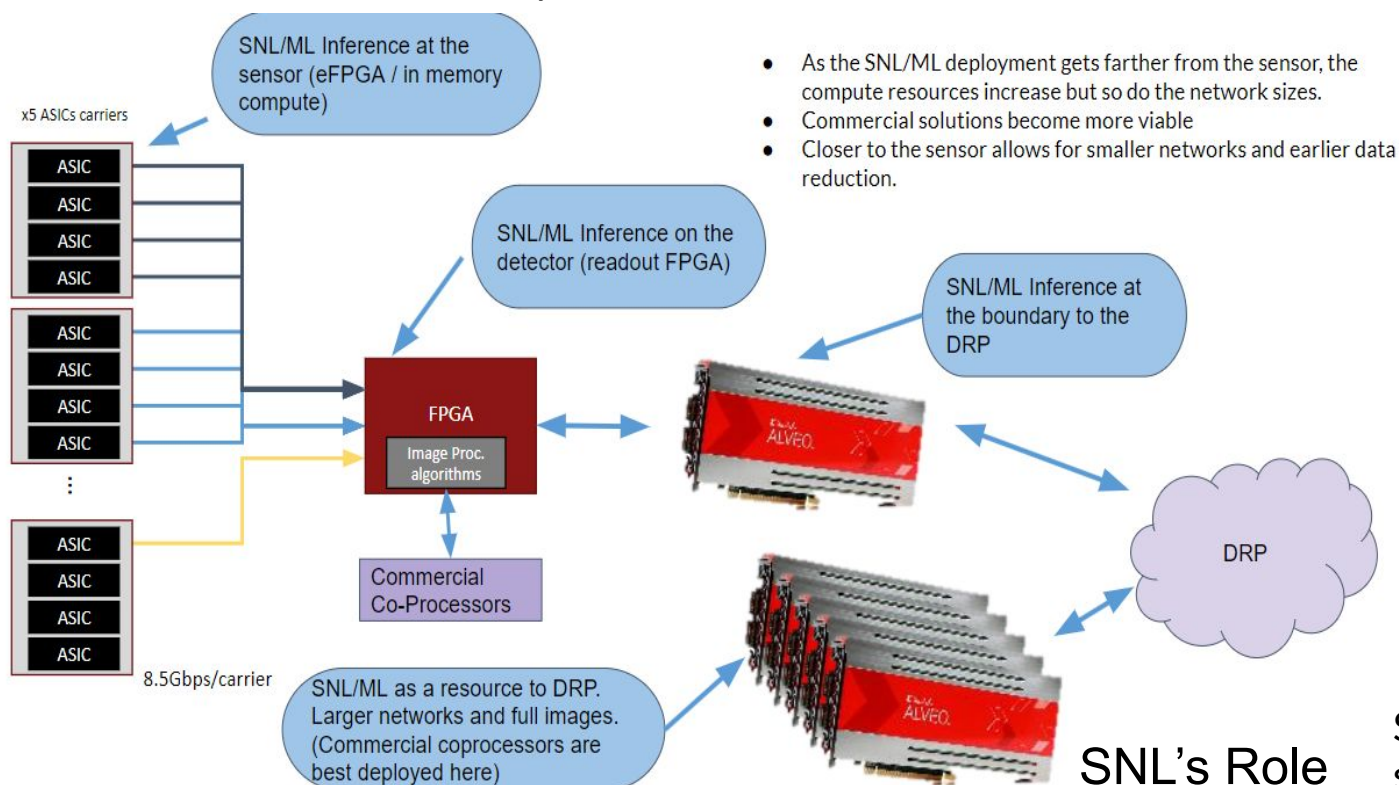 SNL/ML Inference at the
sensor (eFPGA / in memory
compute)
● As the SNL/ML deployment gets farther from the sensor, the
compute resources increase but so do the network sizes.
● Commercial solutions become more viable
● Closer to the sensor allows for smaller networks and earlier data
reduction.
x5 ASICs carriers
ASIC
ASIC
ASIC
ASIC
ASIC
ASIC
ASIC
ASIC
...
ASIC
ASIC
ASIC
ASIC
8.5Gbps/carrier
SNL/ML Inference on the
detector (readout FPGA)
FPGA
Image Proc.
algorithms
Commercial
Co-Processors
SNL/ML Inference at
the boundary to the
DRP
ALVEO.
DRP
SNL/ML as a resource to DRP.
Larger networks and full images.
(Commercial coprocessors are
best deployed here)
ALVEO.
SNL's Role